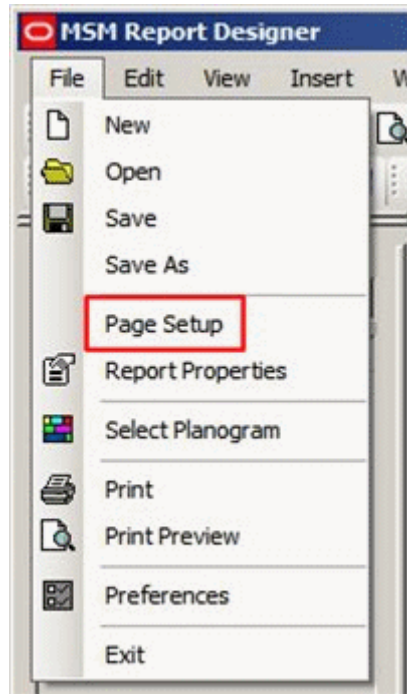 MSM Report Designer
File Edit View Insert
New
Open
Save
Save As
Page Setup
Report Properties
Select Planogram
Print
Print Preview
Preferences
Exit